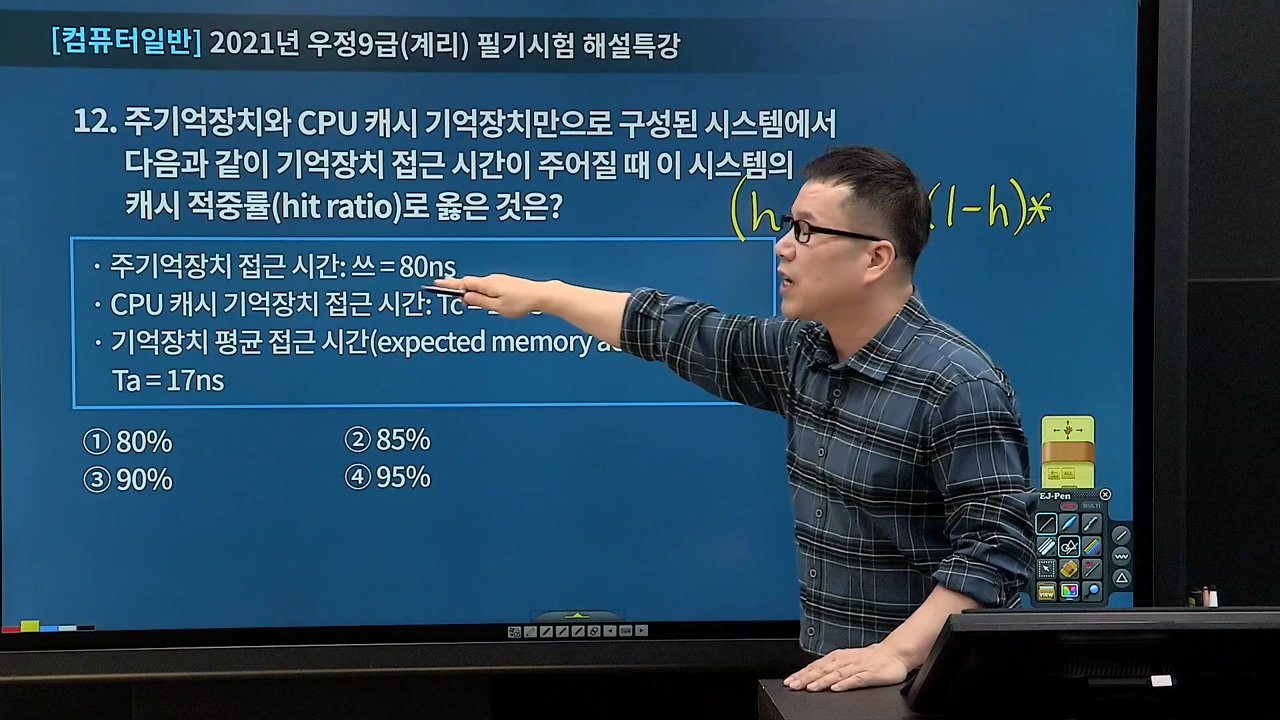 [컴퓨터일반] 2021년 우정9급(계리) 필기시험 해설특강
12. 주기억장치와 CPU 캐시 기억장치만으로 구성된 시스템에서
다음과 같이 기억장치 접근 시간이 주어질 때 이 시스템의
캐시 적중률(hit ratio)로 옳은 것은?
(h (1-h)*
· 주기억장치 접근 시간: 쓰 = 80ns
· CPU 캐시 기억장치 접근 시간: Tc =
· 기억장치 평균 접근 시간(expected memory
Ta = 17ns
① 80% ② 85%
③ 90% ④ 95%
EJ-Pen
MULTI
VIEW